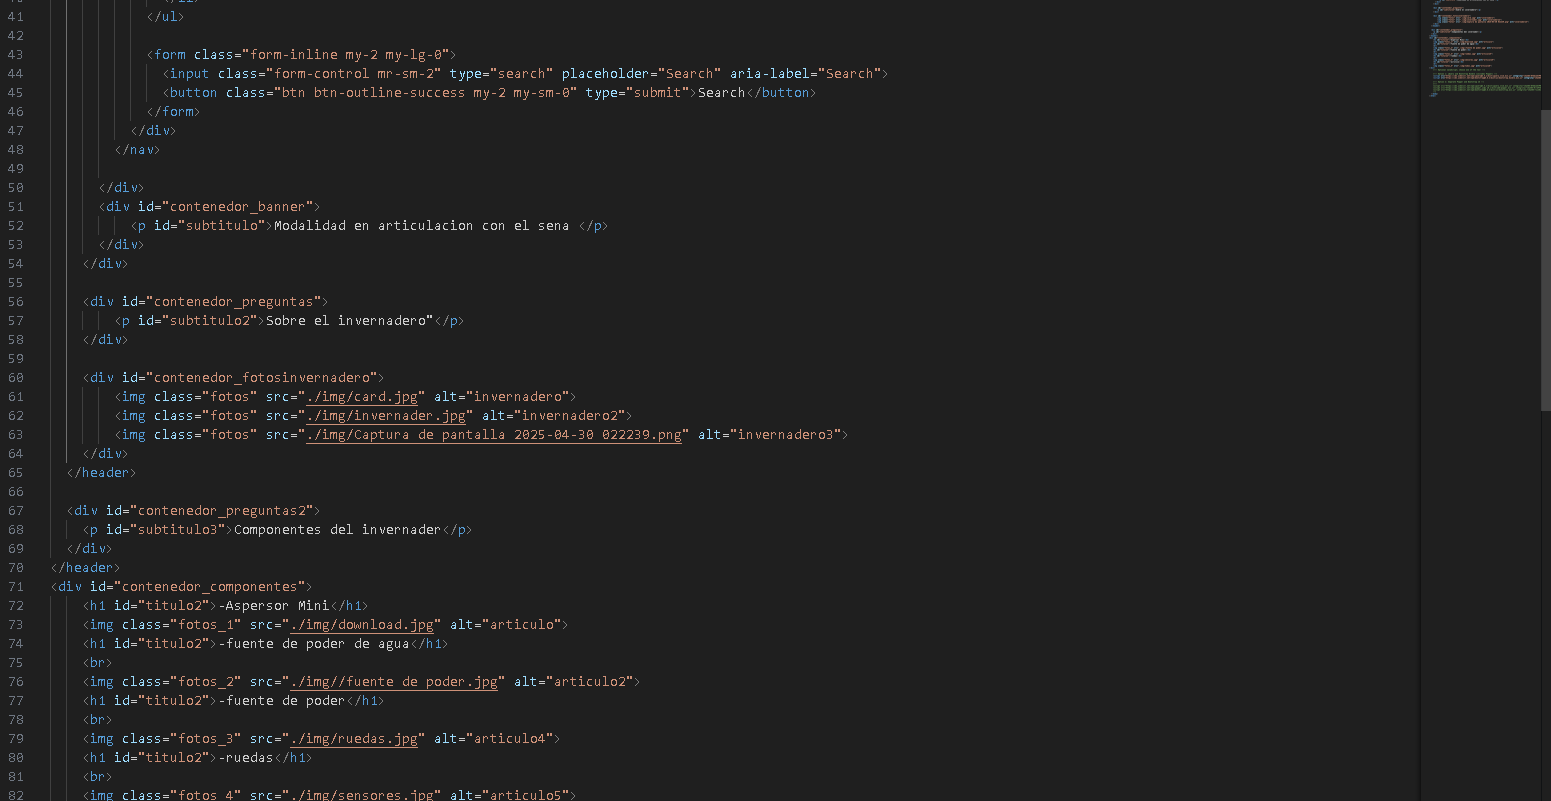 41 </ul>
42
43 <form class="form-inline my-2 my-lg-0">
44 <input class="form-control mr-sm-2" type="search" placeholder="Search" aria-label="Search">
45 <button class="btn btn-outline-success my-2 my-sm-0" type="submit">Search</button>
46 </form>
47 </div>
48 </nav>
49
50 </div>
51 <div id="contenedor_banner">
52 <p id="subtitulo">Modalidad en articulacion con el sena </p>
53 </div>
54 </div>
55
56 <div id="contenedor_preguntas">
57 <p id="subtitulo2">Sobre el invernadero"</p>
58 </div>
59
60 <div id="contenedor_fotosinvernadero">
61 <img class="fotos" src="./img/card.jpg" alt="invernadero">
62 <img class="fotos" src="./img/invernader.jpg" alt="invernadero2">
63 <img class="fotos" src="./img/Captura de pantalla 2025-04-30 022239.png" alt="invernadero3">
64 </div>
65 </header>
66
67 <div id="contenedor_preguntas2">
68 <p id="subtitulo3">Componentes del invernader</p>
69 </div>
70 </header>
71 <div id="contenedor_componentes">
72 <h1 id="titulo2">-Aspersor Mini</h1>
73 <img class="fotos_1" src="./img/download.jpg" alt="articulo">
74 <h1 id="titulo2">-fuente de poder de agua</h1>
75 <br>
76 <img class="fotos_2" src="./img//fuente de poder.jpg" alt="articulo2">
77 <h1 id="titulo2">-fuente de poder</h1>
78 <br>
79 <img class="fotos_3" src="./img/ruedas.jpg" alt="articulo4">
80 <h1 id="titulo2">-ruedas</h1>
81 <br>
82 <img class="fotos_4" src="./img/sensores.jpg" alt="articulo5">